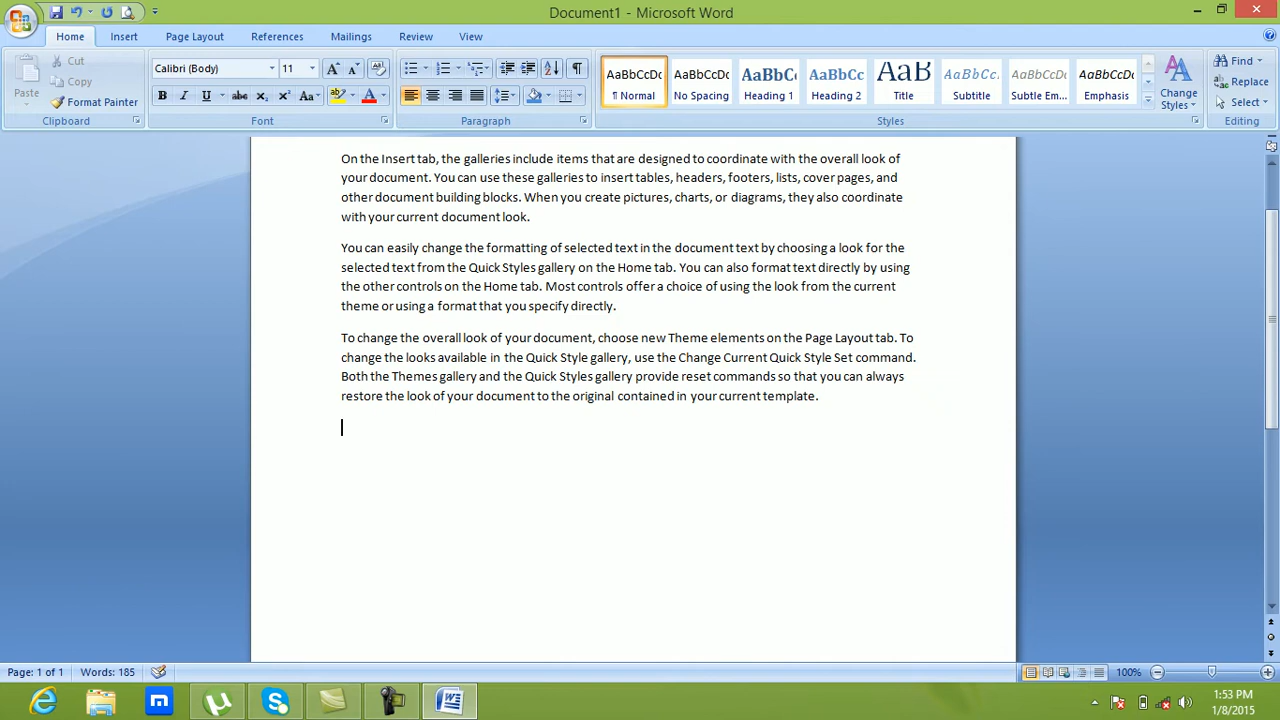 Document1 - Microsoft Word
Home Insert Page Layout References Mailings Review View
Paste
Cut
Copy
Format Painter
Clipboard
Calibri (Body) 11
B I U abc x₂ x² Aa
Font
Paragraph
AaBbCcDc AaBbCcDc AaBbC AaBbCc AaB AaBbCc. AaBbCcDc AaBbCcDc
¶ Normal No Spacing Heading 1 Heading 2 Title Subtitle Subtle Em... Emphasis
Change
Styles
Styles
Find
Replace
Select
Editing
On the Insert tab, the galleries include items that are designed to coordinate with the overall look of
your document. You can use these galleries to insert tables, headers, footers, lists, cover pages, and
other document building blocks. When you create pictures, charts, or diagrams, they also coordinate
with your current document look.
You can easily change the formatting of selected text in the document text by choosing a look for the
selected text from the Quick Styles gallery on the Home tab. You can also format text directly by using
the other controls on the Home tab. Most controls offer a choice of using the look from the current
theme or using a format that you specify directly.
To change the overall look of your document, choose new Theme elements on the Page Layout tab. To
change the looks available in the Quick Style gallery, use the Change Current Quick Style Set command.
Both the Themes gallery and the Quick Styles gallery provide reset commands so that you can always
restore the look of your document to the original contained in your current template.
Page: 1 of 1 Words: 185 100%
1:53 PM
1/8/2015